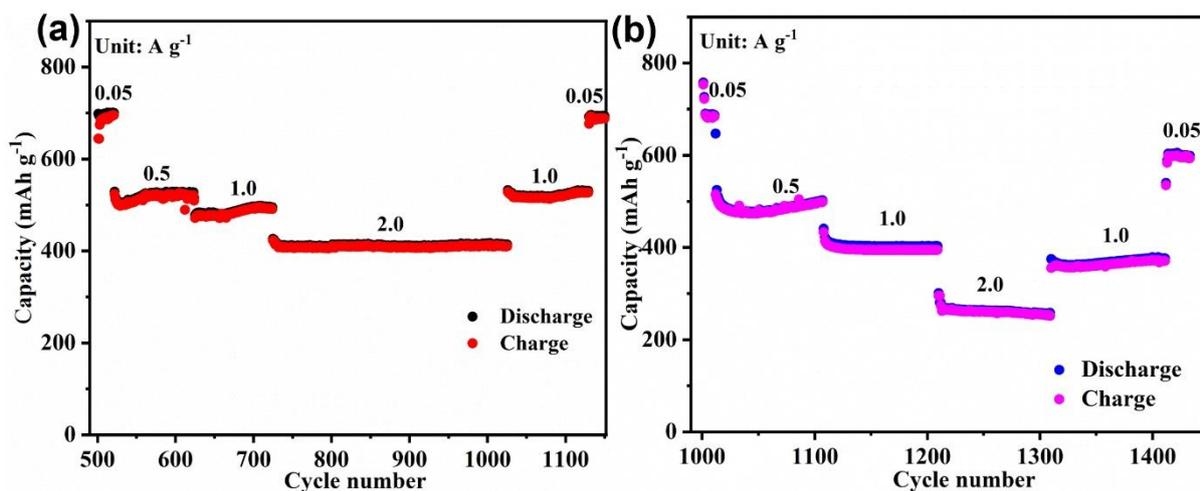 (a)
Unit: A g-1
800
600
400
200
0
Capacity (mAh g-1)
0.05
0.5
1.0
2.0
1.0
0.05
Discharge
Charge
500 600 700 800 900 1000 1100
Cycle number
(b)
Unit: A g-1
800
600
400
200
0
Capacity (mAh g-1)
0.05
0.5
1.0
2.0
1.0
0.05
Discharge
Charge
1000 1100 1200 1300 1400
Cycle number